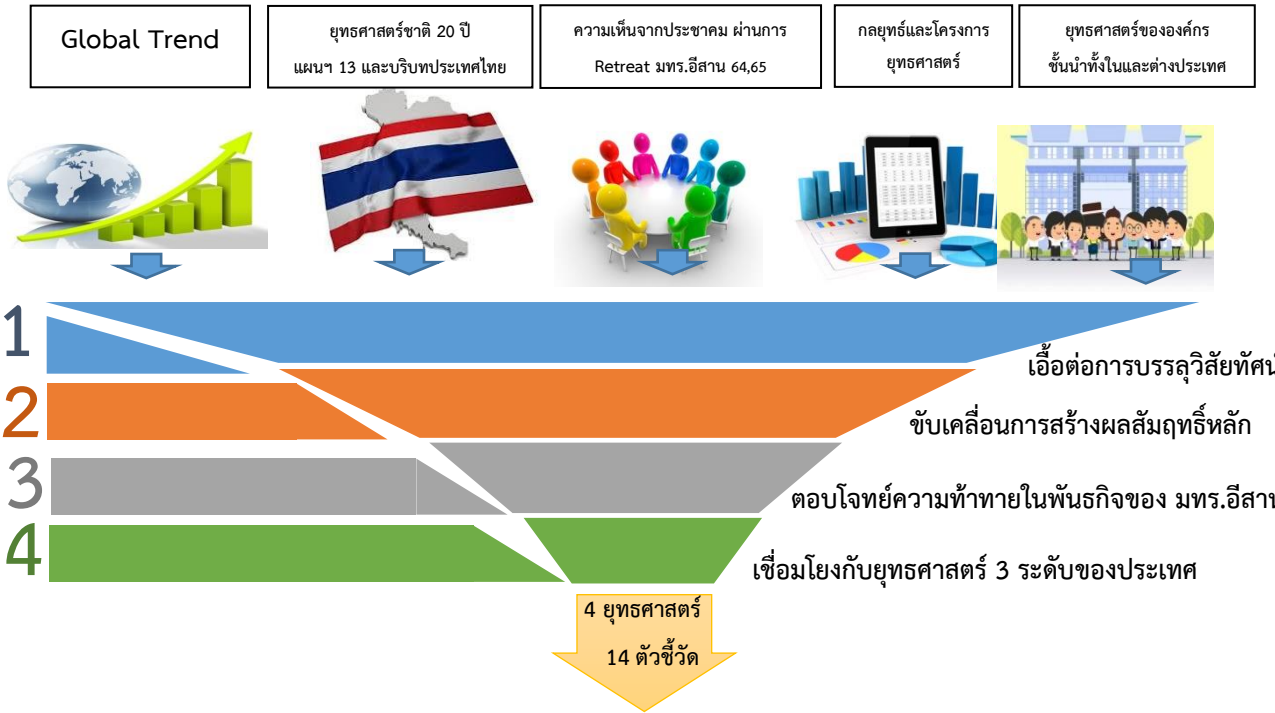 Global Trend
ยุทธศาสตร์ชาติ 20 ปี
แผนฯ 13 และบริบทประเทศไทย
ความเห็นจากประชาคม ผ่านการ
Retreat มทร.อีสาน 64,65
กลยุทธ์และโครงการ
ยุทธศาสตร์
ยุทธศาสตร์ขององค์กร
ชั้นนำทั้งในและต่างประเทศ
1
เอื้อต่อการบรรลุวิสัยทัศน์
2
ขับเคลื่อนการสร้างผลสัมฤทธิ์หลัก
3
ตอบโจทย์ความท้าทายในพันธกิจของ มทร.อีสาน
4
เชื่อมโยงกับยุทธศาสตร์ 3 ระดับของประเทศ
4 ยุทธศาสตร์
14 ตัวชี้วัด